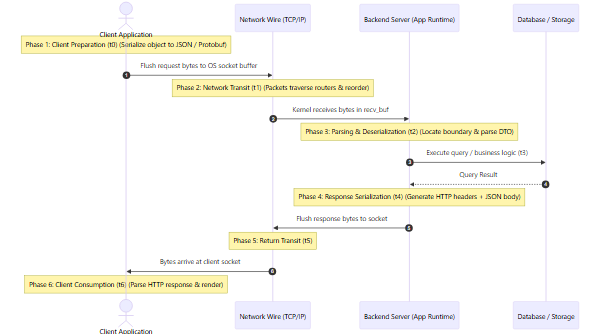 Client Application
Network Wire (TCP/IP)
Backend Server (App Runtime)
Database / Storage
Phase 1: Client Preparation (t0) (Serialize object to JSON / Protobuf)
Flush request bytes to OS socket buffer
1
Phase 2: Network Transit (t1) (Packets traverse routers & reorder)
Kernel receives bytes in recv_buf
2
Phase 3: Parsing & Deserialization (t2) (Locate boundary & parse DTO)
Execute query / business logic (t3)
3
Query Result
4
Phase 4: Response Serialization (t4) (Generate HTTP headers + JSON body)
Flush response bytes to socket
5
Phase 5: Return Transit (t5)
Bytes arrive at client socket
6
Phase 6: Client Consumption (t6) (Parse HTTP response & render)
Client Application
Network Wire (TCP/IP)
Backend Server (App Runtime)
Database / Storage